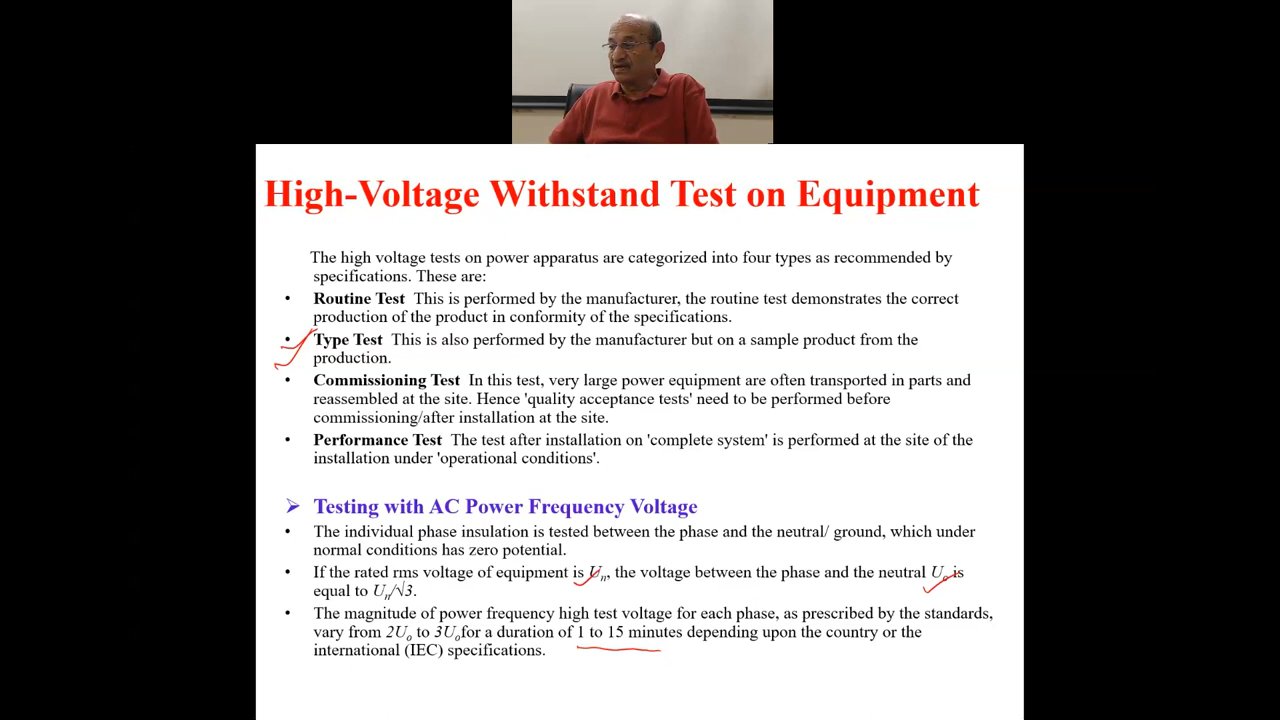 High-Voltage Withstand Test on Equipment
The high voltage tests on power apparatus are categorized into four types as recommended by
specifications. These are:
• Routine Test This is performed by the manufacturer, the routine test demonstrates the correct
production of the product in conformity of the specifications.
• Type Test This is also performed by the manufacturer but on a sample product from the
production.
• Commissioning Test In this test, very large power equipment are often transported in parts and
reassembled at the site. Hence 'quality acceptance tests' need to be performed before
commissioning/after installation at the site.
• Performance Test The test after installation on 'complete system' is performed at the site of the
installation under 'operational conditions'.
➢ Testing with AC Power Frequency Voltage
• The individual phase insulation is tested between the phase and the neutral/ ground, which under
normal conditions has zero potential.
• If the rated rms voltage of equipment is Uₙ, the voltage between the phase and the neutral Uₒ is
equal to Uₙ/√3.
• The magnitude of power frequency high test voltage for each phase, as prescribed by the standards,
vary from 2Uₒ to 3Uₒfor a duration of 1 to 15 minutes depending upon the country or the
international (IEC) specifications.